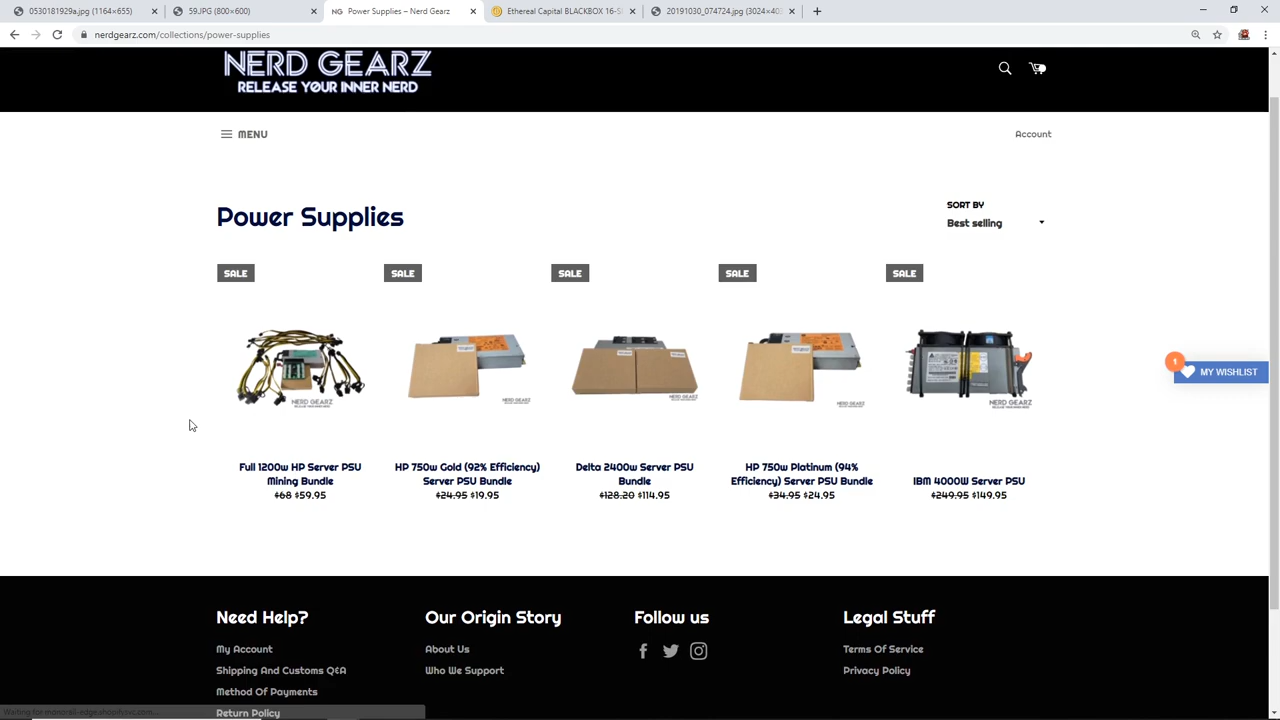 0530181929a.jpg (1164×655)
59.JPG (800×600)
NG Power Supplies – Nerd Gearz
Ethereal Capital BLACKBOX 16-S
20191030_074724.jpg (3024×40
nerdgearz.com/collections/power-supplies
NERD GEARZ
RELEASE YOUR INNER NERD
MENU
Account
Power Supplies
SORT BY
Best selling
SALE SALE SALE SALE SALE
NERD GEARZ
1
MY WISHLIST
Full 1200w HP Server PSU
Mining Bundle
$68 $59.95
HP 750w Gold (92% Efficiency)
Server PSU Bundle
$24.95 $19.95
Delta 2400w Server PSU
Bundle
$128.20 $114.95
HP 750w Platinum (94%
Efficiency) Server PSU Bundle
$34.95 $24.95
IBM 4000W Server PSU
$249.95 $149.95
Need Help?
My Account
Shipping And Customs Q&A
Method Of Payments
Return Policy
Our Origin Story
About Us
Who We Support
Follow us
Legal Stuff
Terms Of Service
Privacy Policy